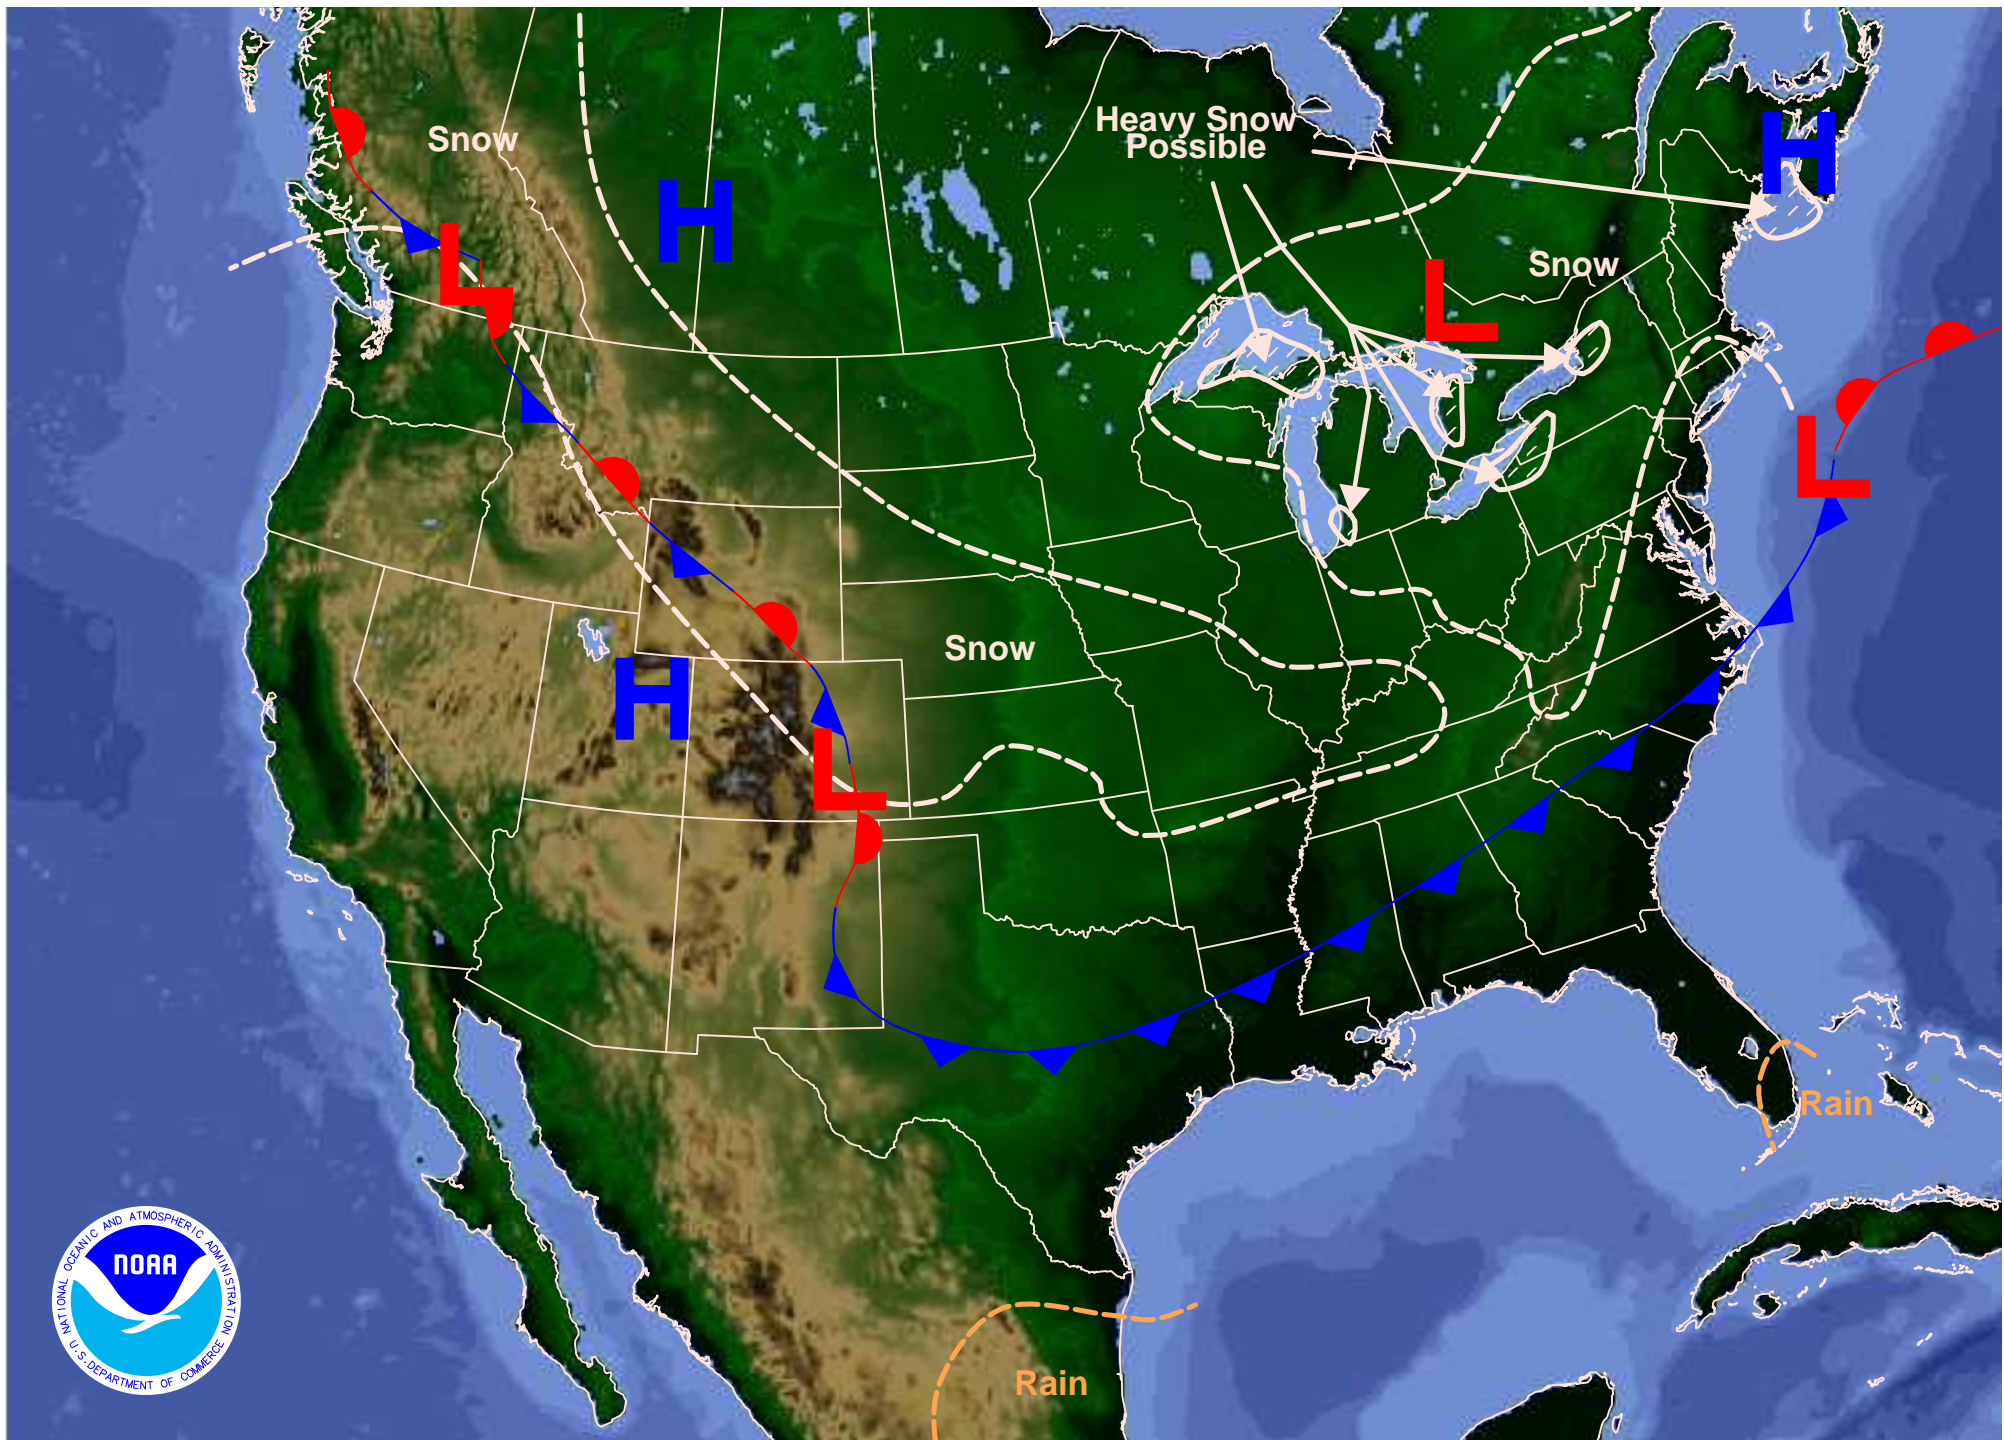 Heavy Snow
Possible
Snow
H
H
L
L
Snow
L
Snow
H
L
Rain
Rain
NOAA
NATIONAL OCEANIC AND ATMOSPHERIC ADMINISTRATION
U.S. DEPARTMENT OF COMMERCE